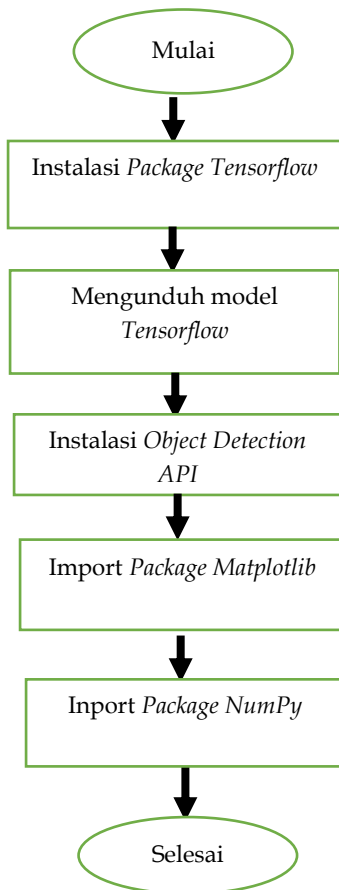 Mulai
Instalasi Package Tensorflow
Mengunduh model
Tensorflow
Instalasi Object Detection
API
Import Package Matplotlib
Inport Package NumPy
Selesai